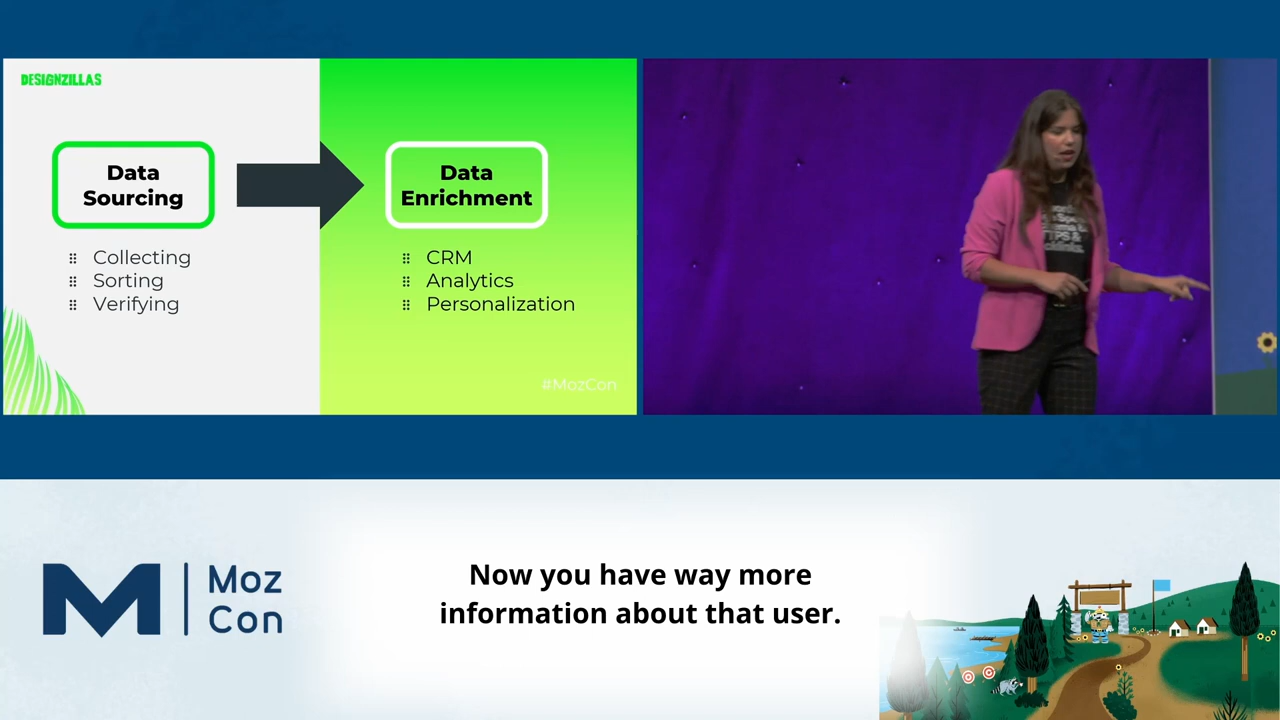 DESIGNZILLAS
Data
Sourcing
Collecting
Sorting
Verifying
Data
Enrichment
CRM
Analytics
Personalization
#MozCon
TPS &
M
Moz
Con
Now you have way more
information about that user.